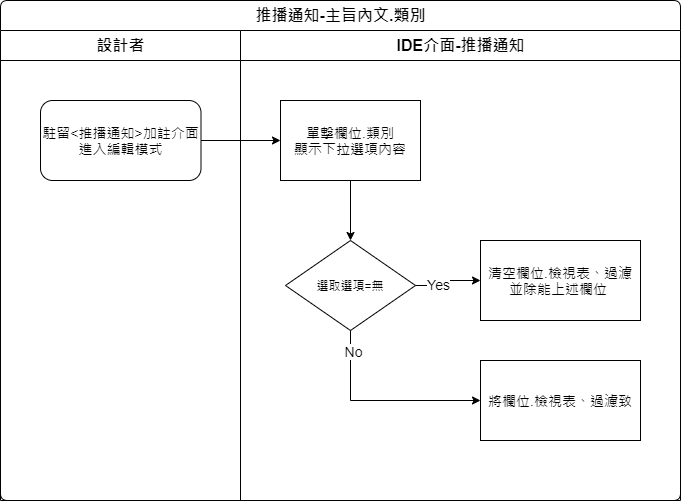 推播通知-主旨內文.類別
設計者
IDE介面-推播通知
駐留<推播通知>加註介面
進入編輯模式
單擊欄位.類別
顯示下拉選項內容
選取選項=無
Yes
清空欄位.檢視表、過濾
並除能上述欄位
No
將欄位.檢視表、過濾致